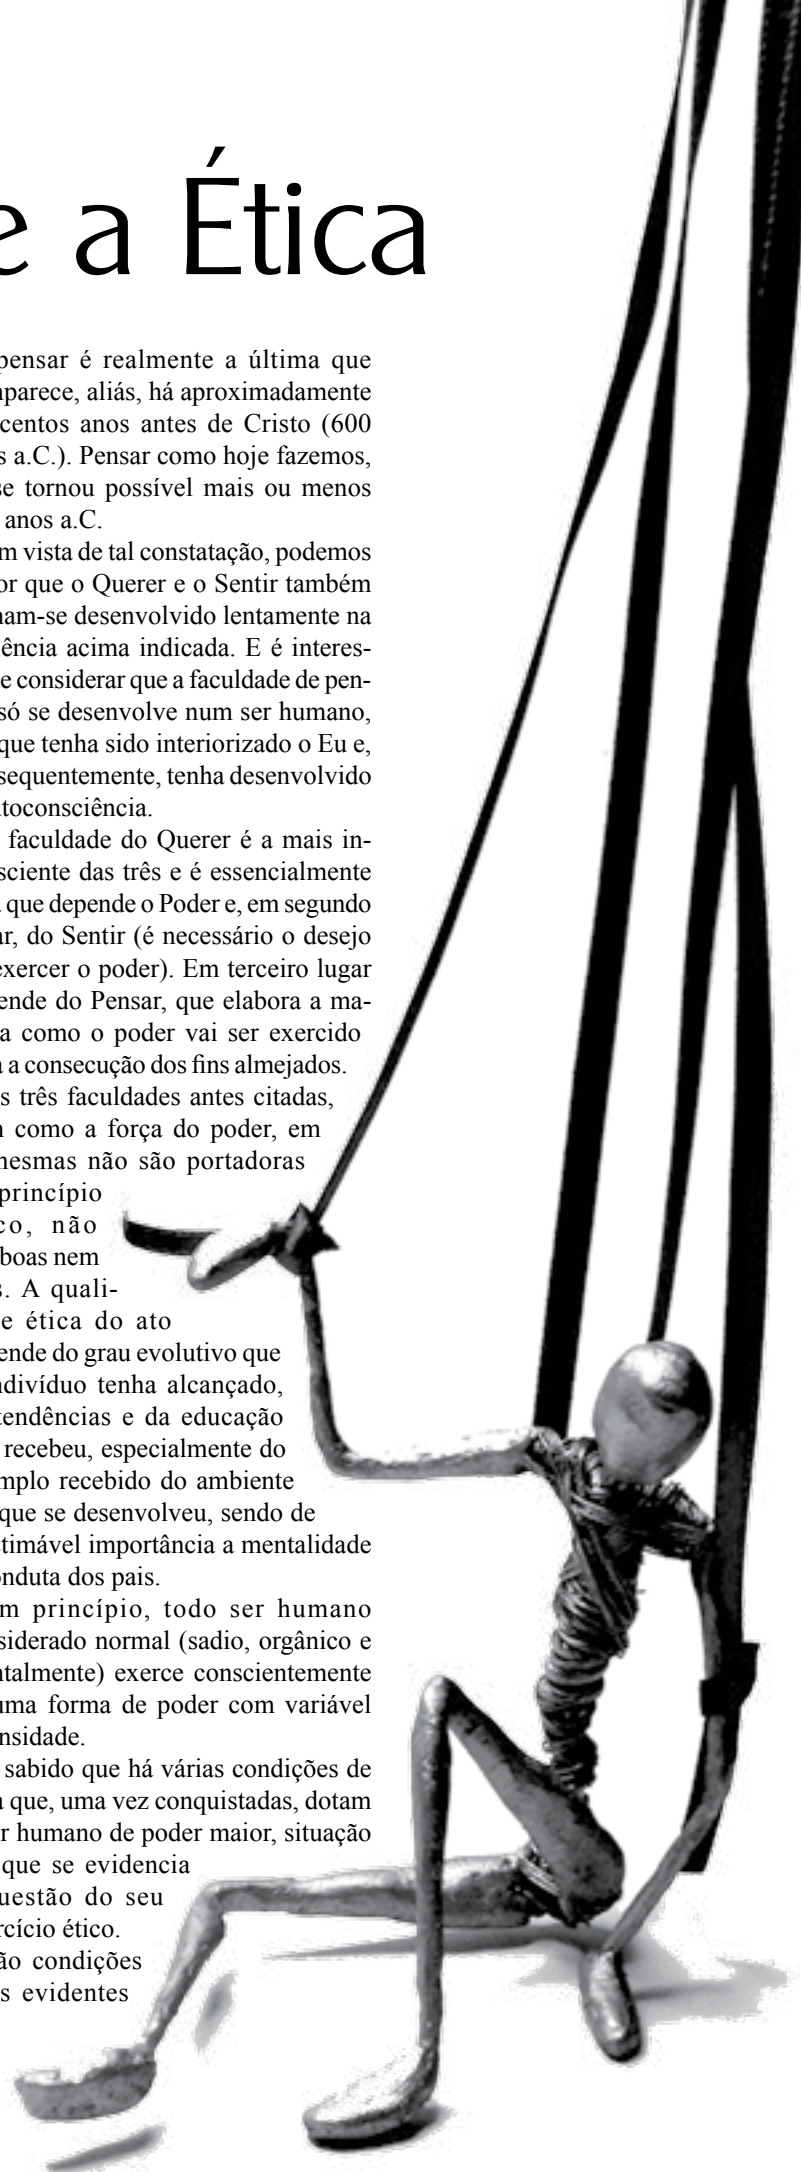 e a Ética
pensar é realmente a última que
aparece, aliás, há aproximadamente
centos anos antes de Cristo (600
s a.C.). Pensar como hoje fazemos,
se tornou possível mais ou menos
anos a.C.
m vista de tal constatação, podemos
or que o Querer e o Sentir também
ham-se desenvolvido lentamente na
ência acima indicada. E é interes-
e considerar que a faculdade de pen-
só se desenvolve num ser humano,
que tenha sido interiorizado o Eu e,
sequentemente, tenha desenvolvido
toconsciência.
faculdade do Querer é a mais in-
sciente das três e é essencialmente
que depende o Poder e, em segundo
ar, do Sentir (é necessário o desejo
exercer o poder). Em terceiro lugar
ende do Pensar, que elabora a ma-
a como o poder vai ser exercido
a consecução dos fins almejados.
s três faculdades antes citadas,
m como a força do poder, em
mesmas não são portadoras
princípio
co, não
boas nem
s. A quali-
e ética do ato
ende do grau evolutivo que
ndivíduo tenha alcançado,
tendências e da educação
recebeu, especialmente do
mplo recebido do ambiente
que se desenvolveu, sendo de
timável importância a mentalidade
onduta dos pais.
m princípio, todo ser humano
siderado normal (sadio, orgânico e
ntalmente) exerce conscientemente
uma forma de poder com variável
nsidade.
sabido que há várias condições de
a que, uma vez conquistadas, dotam
r humano de poder maior, situação
que se evidencia
uestão do seu
rcício ético.
ão condições
s evidentes